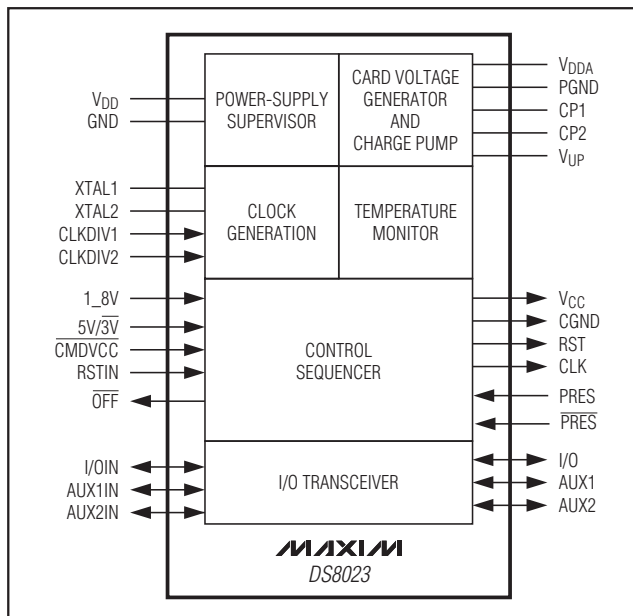 VDD
GND
XTAL1
XTAL2
CLKDIV1
CLKDIV2
1_8V
5V/3V
CMDVCC
RSTIN
OFF
I/OIN
AUX1IN
AUX2IN
POWER-SUPPLY
SUPERVISOR
CARD VOLTAGE
GENERATOR
AND
CHARGE PUMP
CLOCK
GENERATION
TEMPERATURE
MONITOR
CONTROL
SEQUENCER
I/O TRANSCEIVER
VDDA
PGND
CP1
CP2
VUP
VCC
CGND
RST
CLK
PRES
PRES
I/O
AUX1
AUX2
MAXIM
DS8023